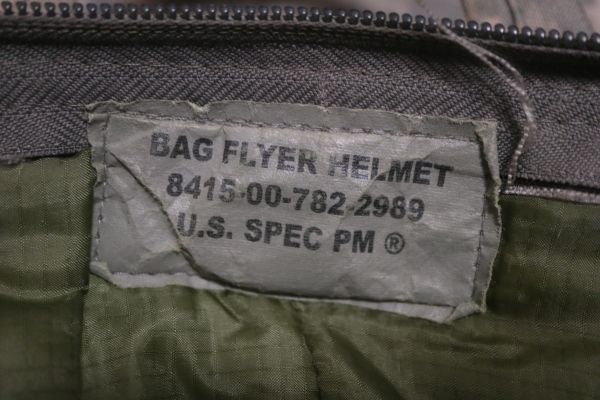 BAG FLYER HELMET
8415-00-782-2989
U.S. SPEC PM ®